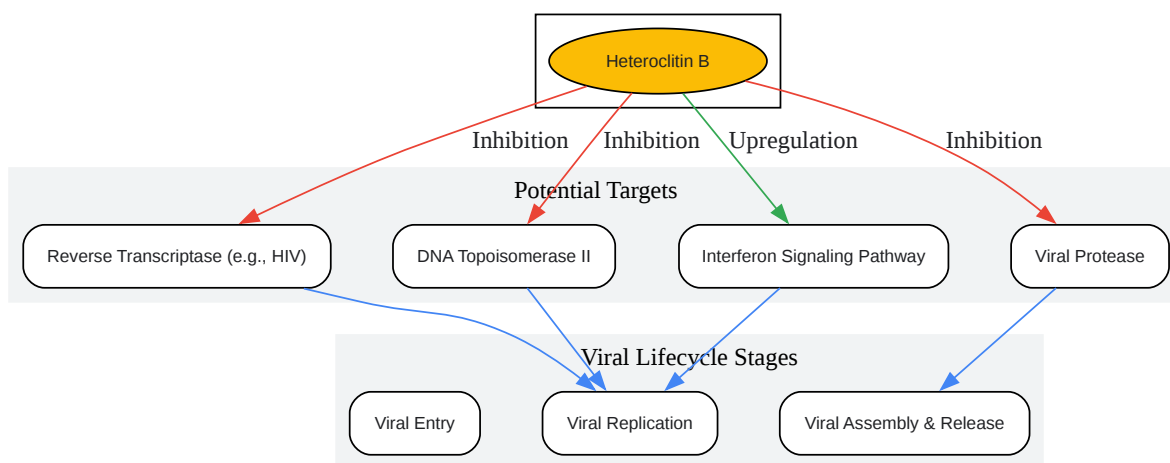 Heteroclitin B
Inhibition
Inhibition
Upregulation
Inhibition
Potential Targets
Reverse Transcriptase (e.g., HIV)
DNA Topoisomerase II
Interferon Signaling Pathway
Viral Protease
Viral Lifecycle Stages
Viral Entry
Viral Replication
Viral Assembly & Release